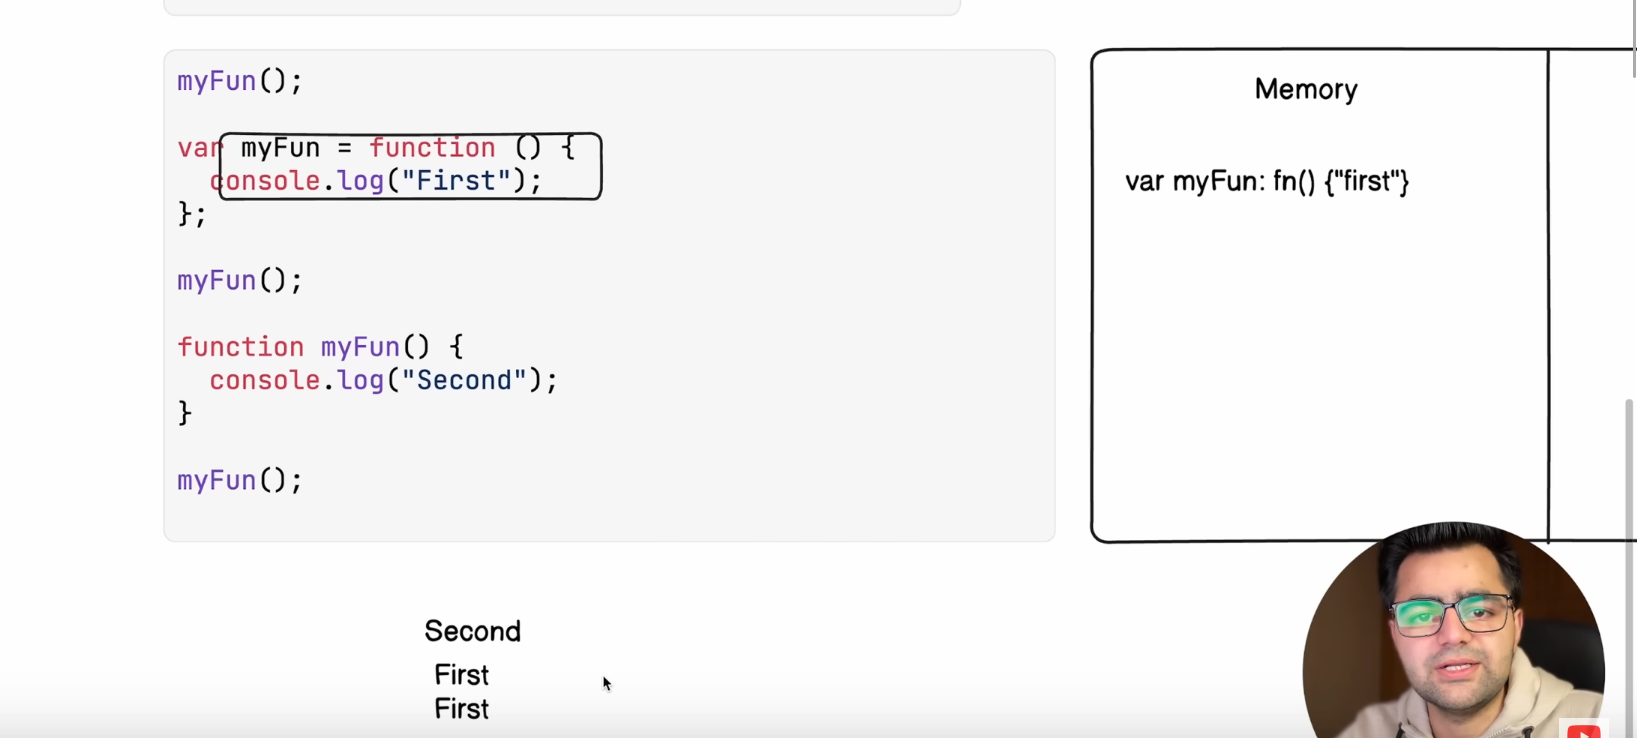 myFun();
var myFun = function () {
console.log("First");
};
myFun();
function myFun() {
console.log("Second");
}
myFun();
Memory
var myFun: fn() {"first"}
Second
First
First